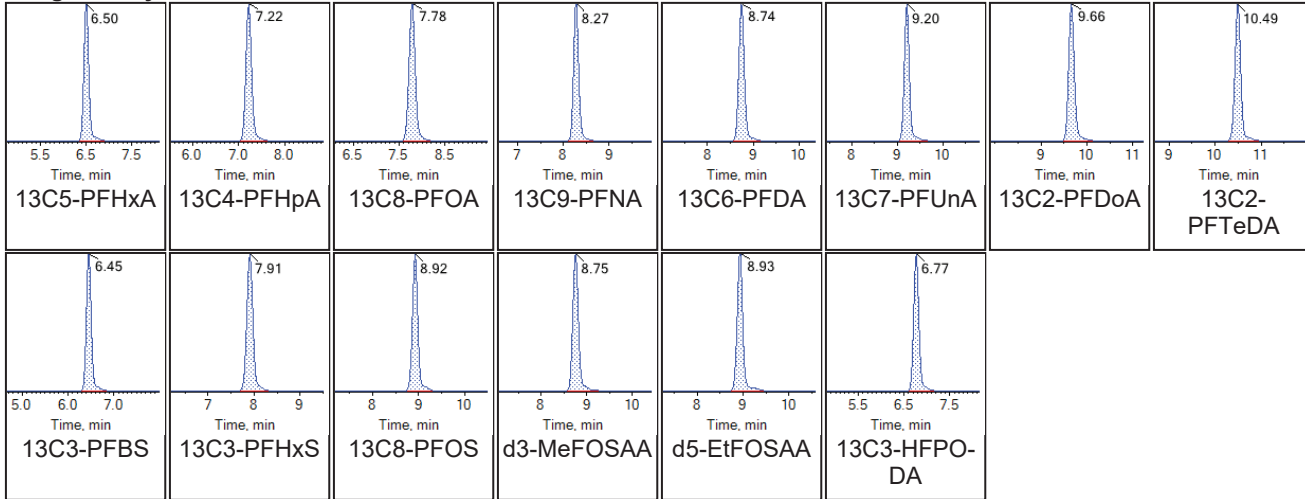 6.50 7.22 7.78 8.27 8.74 9.20 9.66 10.49
5.5 6.5 7.5 6.0 7.0 8.0 6.5 7.5 8.5 7 8 9 8 9 10 8 9 10 9 10 11 9 10 11
Time, min Time, min Time, min Time, min Time, min Time, min Time, min Time, min
13C5-PFHxA 13C4-PFHpA 13C8-PFOA 13C9-PFNA 13C6-PFDA 13C7-PFUnA 13C2-PFDoA 13C2-
PFTeDA
6.45 7.91 8.92 8.75 8.93 6.77
5.0 6.0 7.0 7 8 9 8 9 10 8 9 10 8 9 10 5.5 6.5 7.5
Time, min Time, min Time, min Time, min Time, min Time, min
13C3-PFBS 13C3-PFHxS 13C8-PFOS d3-MeFOSAA d5-EtFOSAA 13C3-HFPO-
DA